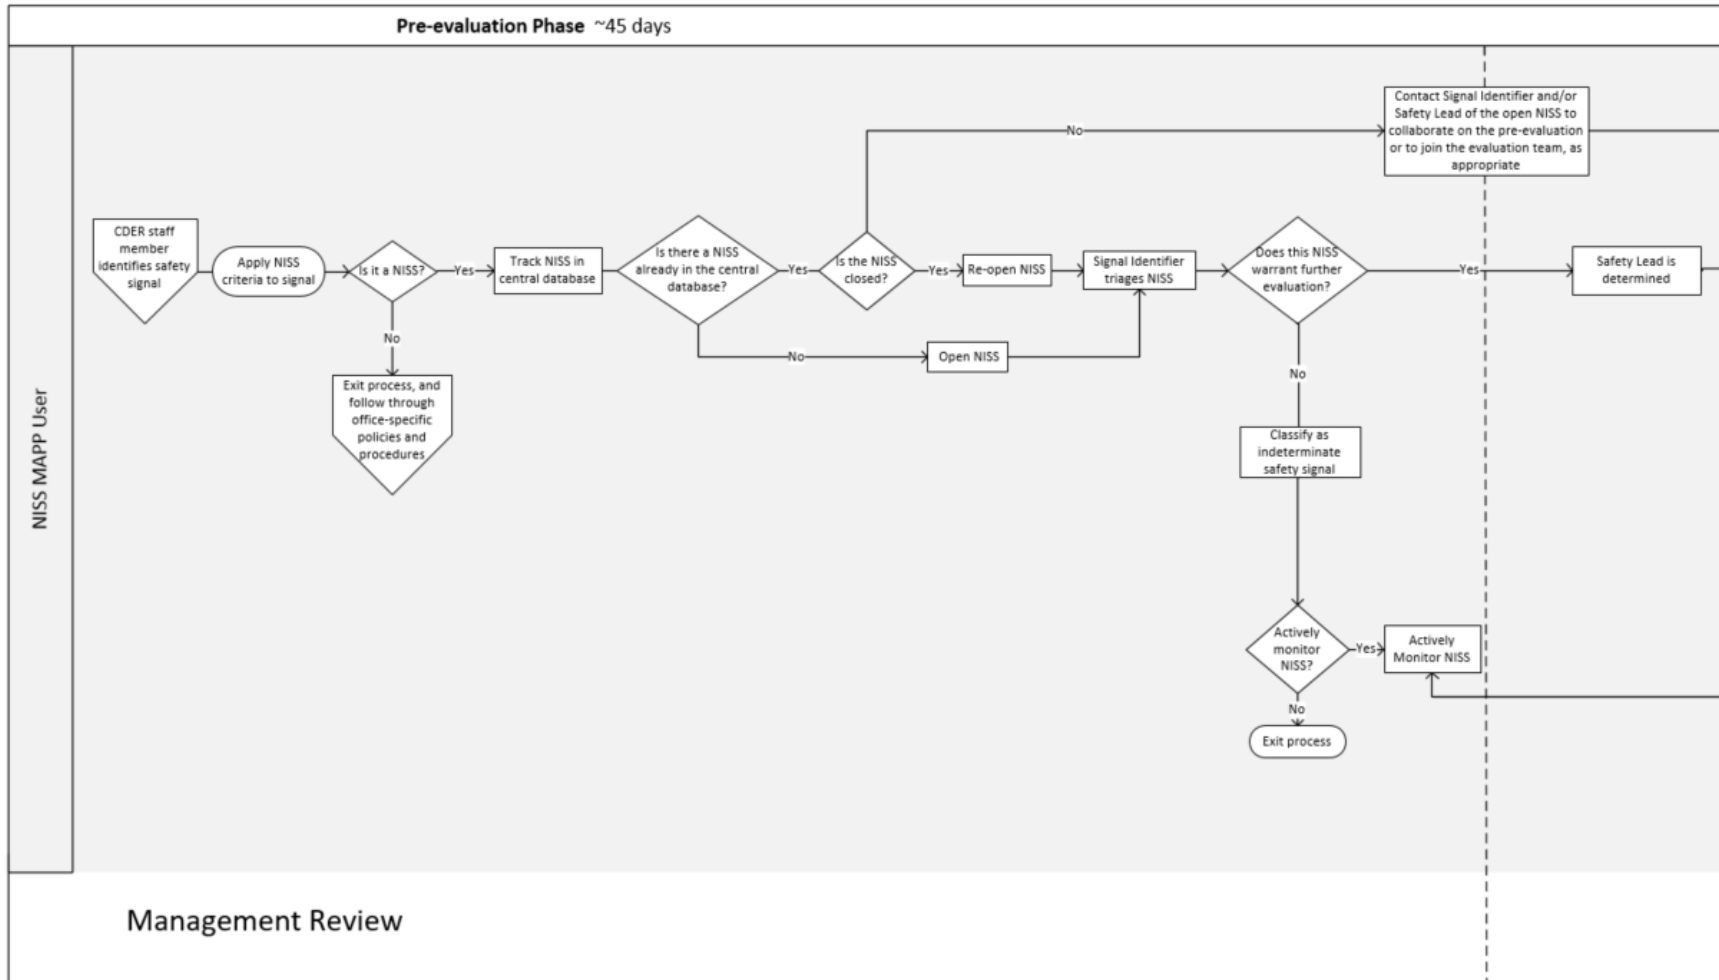 Pre-evaluation Phase ~45 days
NISS MAPP User
CDER staff
member
identifies safety
signal
Apply NISS
criteria to signal
Is it a NISS?
Yes
No
Exit process, and
follow through
office-specific
policies and
procedures
Track NISS in
central database
Is there a NISS
already in the central
database?
Yes
No
Is the NISS
closed?
No
Yes
Re-open NISS
Open NISS
Signal Identifier
triages NISS
Does this NISS
warrant further
evaluation?
Yes
No
Contact Signal Identifier and/or
Safety Lead of the open NISS to
collaborate on the pre-evaluation
or to join the evaluation team, as
appropriate
Safety Lead is
determined
Classify as
indeterminate
safety signal
Actively
monitor
NISS?
Yes
Actively
Monitor NISS
No
Exit process
Management Review